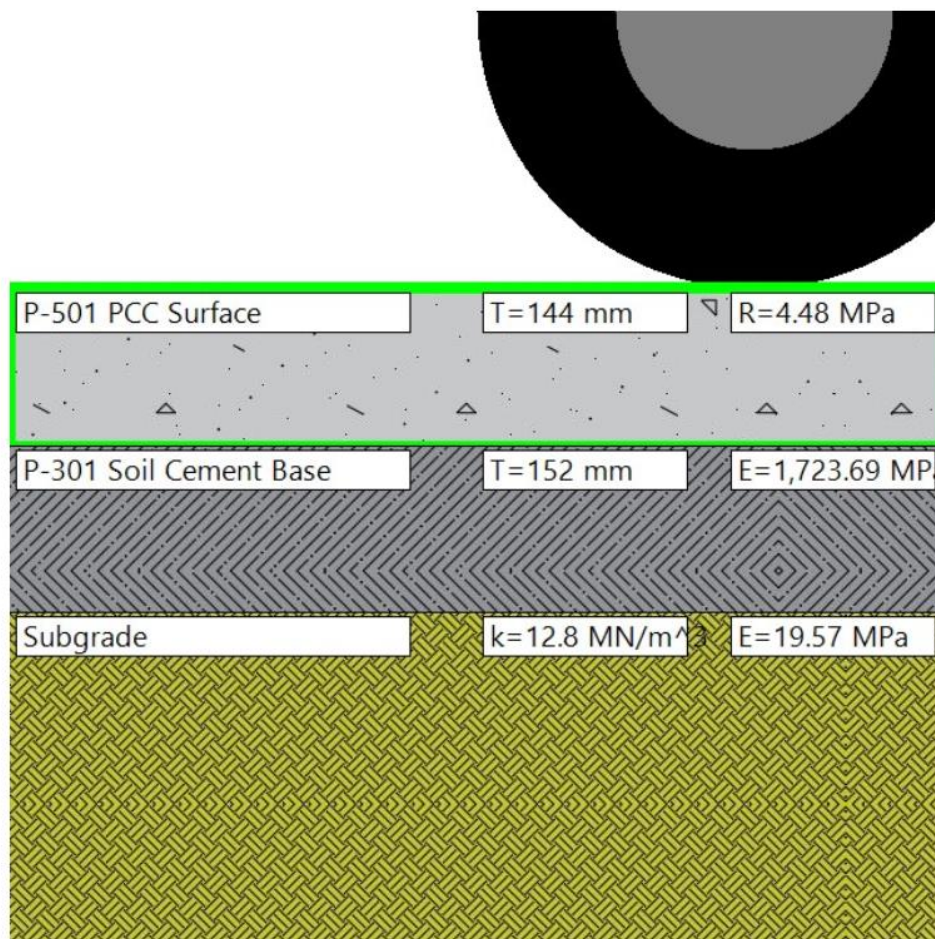 P-501 PCC Surface T=144 mm R=4.48 MPa
P-301 Soil Cement Base T=152 mm E=1,723.69 MPa
Subgrade k=12.8 MN/m^3 E=19.57 MPa